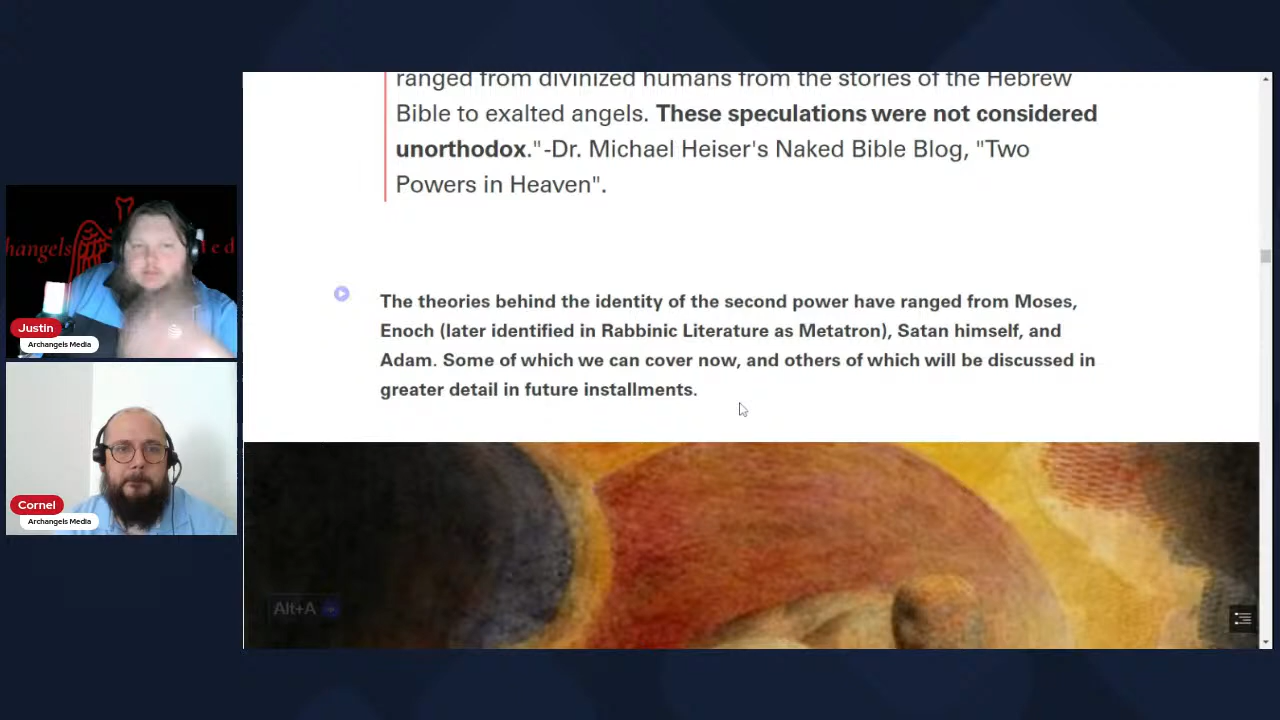 ranged from divinized humans from the stories of the Hebrew
Bible to exalted angels. These speculations were not considered
unorthodox."-Dr. Michael Heiser's Naked Bible Blog, "Two
Powers in Heaven".
The theories behind the identity of the second power have ranged from Moses,
Enoch (later identified in Rabbinic Literature as Metatron), Satan himself, and
Adam. Some of which we can cover now, and others of which will be discussed in
greater detail in future installments.
Alt+A
hangels
ed
Justin
Archangels Media
Cornel
Archangels Media